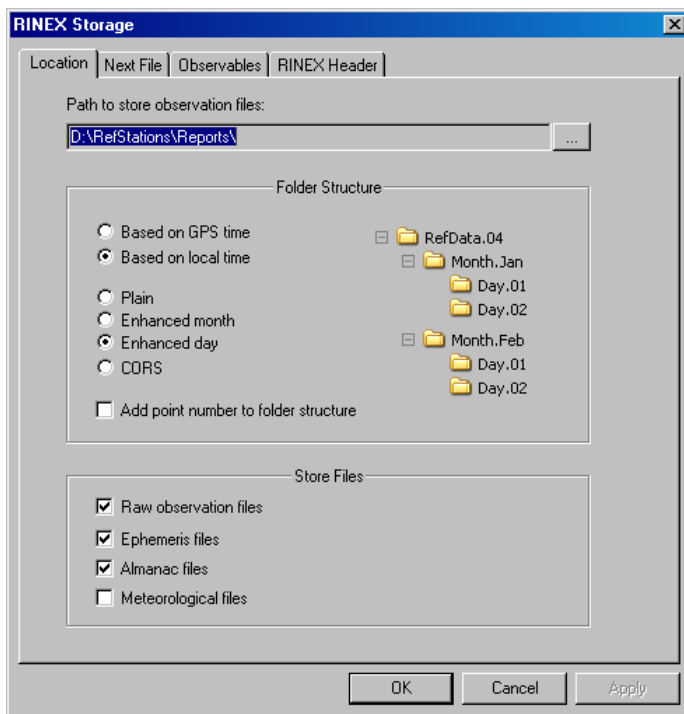 RINEX Storage
Location
Next File
Observables
RINEX Header
Path to store observation files:
D:\RefStations\Reports\
...
Folder Structure
Based on GPS time
Based on local time
Plain
Enhanced month
Enhanced day
CORS
Add point number to folder structure
RefData.04
Month.Jan
Day.01
Day.02
Month.Feb
Day.01
Day.02
Store Files
Raw observation files
Ephemeris files
Almanac files
Meteorological files
OK
Cancel
Apply